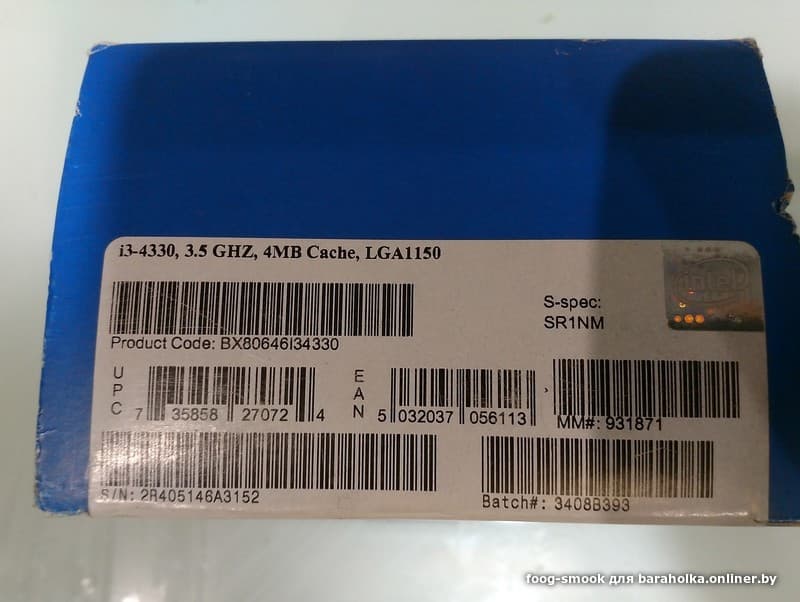 i3-4330, 3.5 GHZ, 4MB Cache, LGA1150
intel
S-spec:
SR1NM
Product Code: BX80646I34330
UPC
7 35858 27072 4
EAN
5 032037 056113 >
MM#: 931871
S/N: 2R405146A3152
Batch#: 3408B393
foog-smook для baraholka.onliner.by